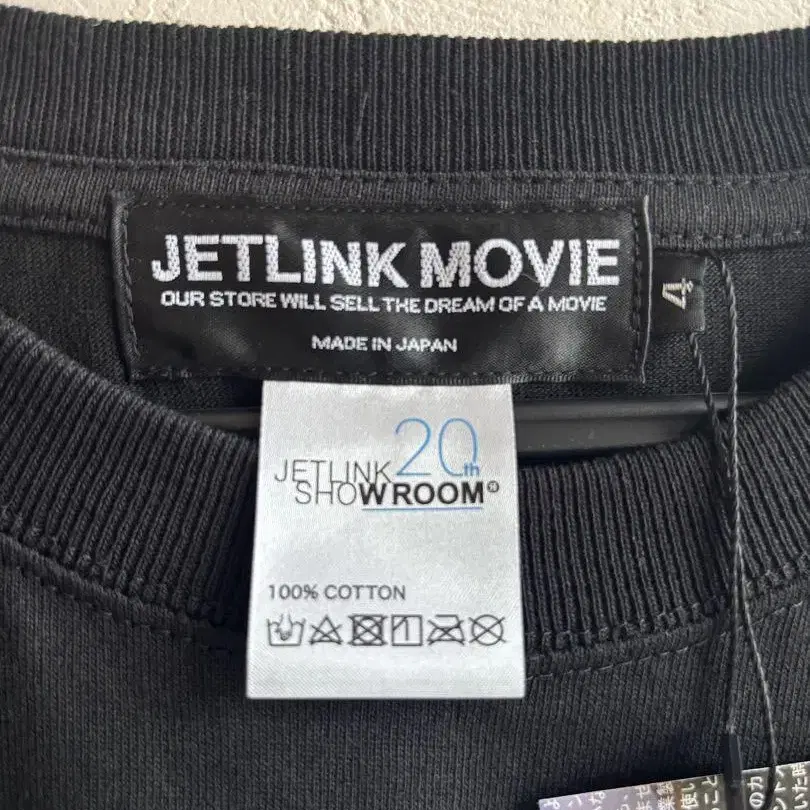 JETLINK MOVIE
OUR STORE WILL SELL THE DREAM OF A MOVIE
MADE IN JAPAN
4
20th
JETLINK
SHOWROOM®
100% COTTON